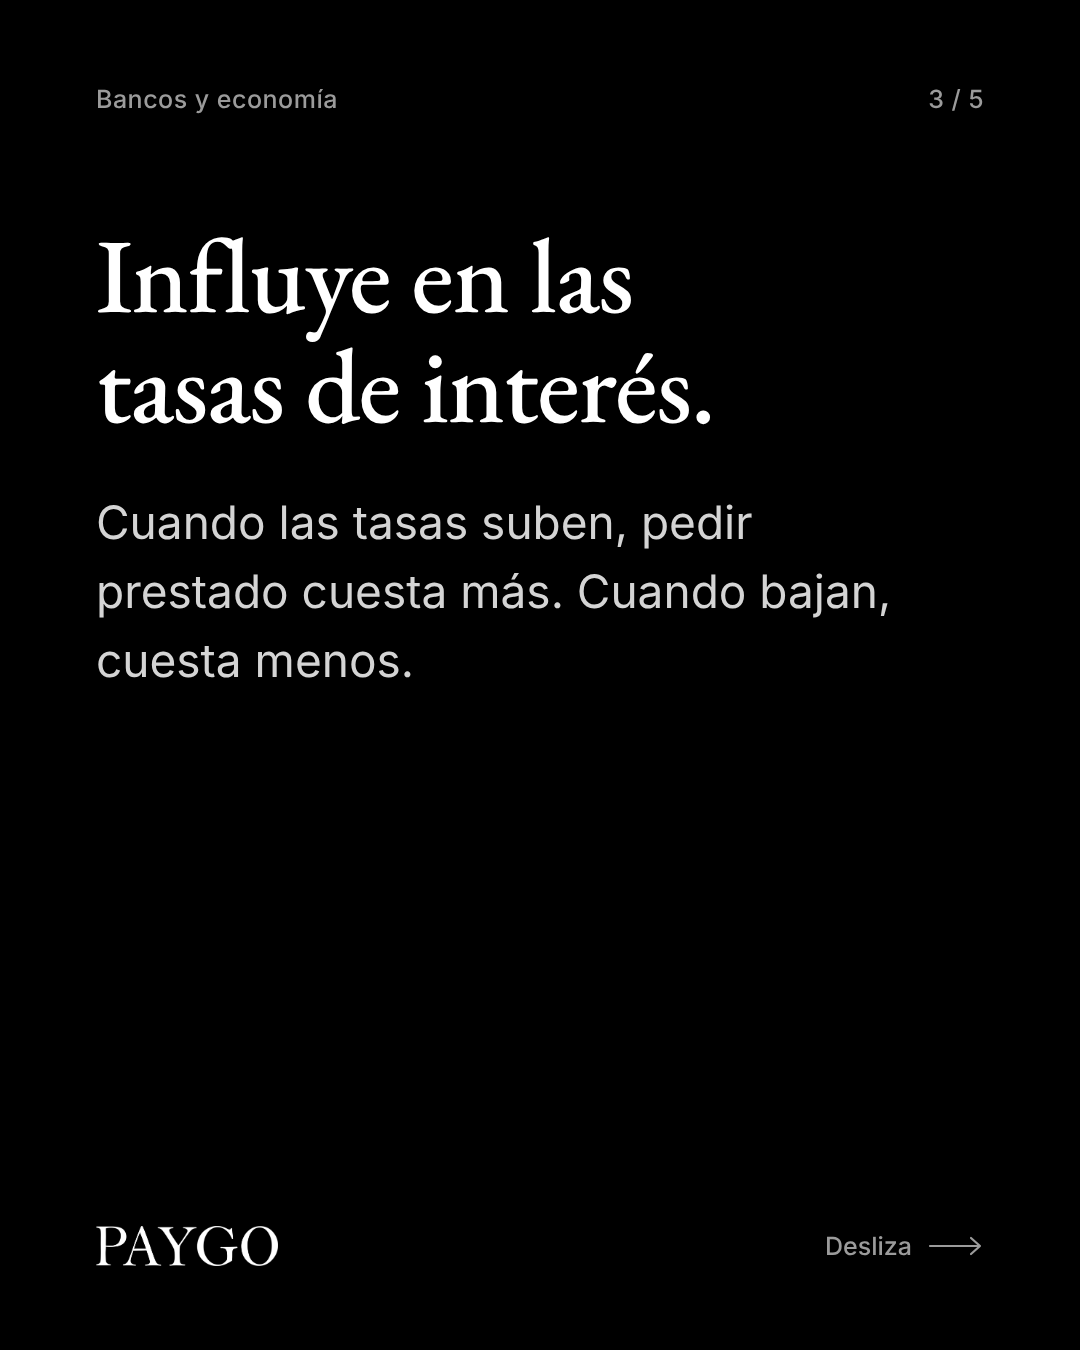 Bancos y economía
3 / 5
Influye en las
tasas de interés.
Cuando las tasas suben, pedir
prestado cuesta más. Cuando bajan,
cuesta menos.
PAYGO
Desliza